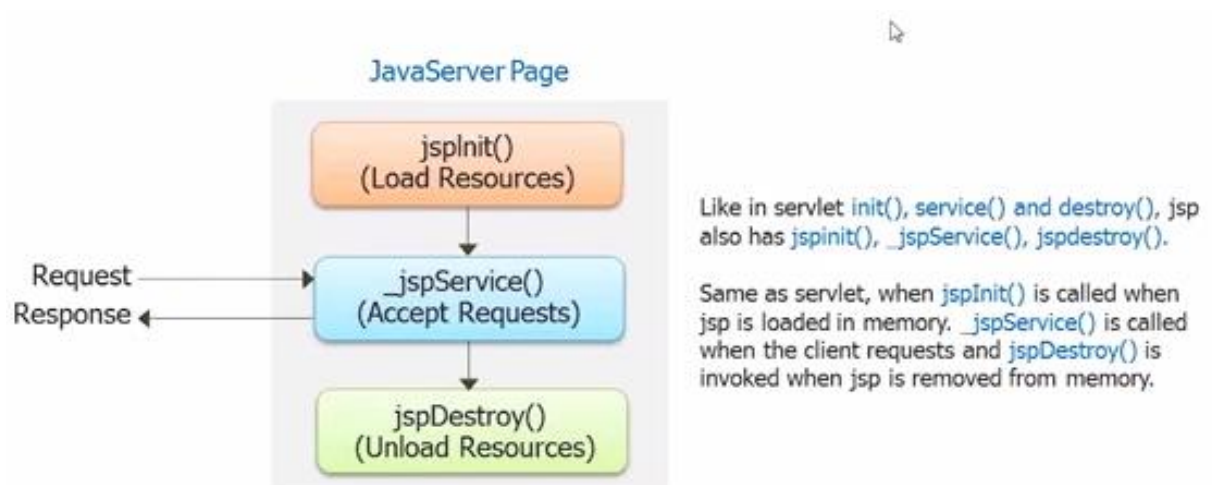 JavaServer Page
jspInit()
(Load Resources)
Request
Response
_jspService()
(Accept Requests)
jspDestroy()
(Unload Resources)
Like in servlet init(), service() and destroy(), jsp
also has jspinit(), _jspService(), jspdestroy().
Same as servlet, when jspInit() is called when
jsp is loaded in memory. _jspService() is called
when the client requests and jspDestroy() is
invoked when jsp is removed from memory.